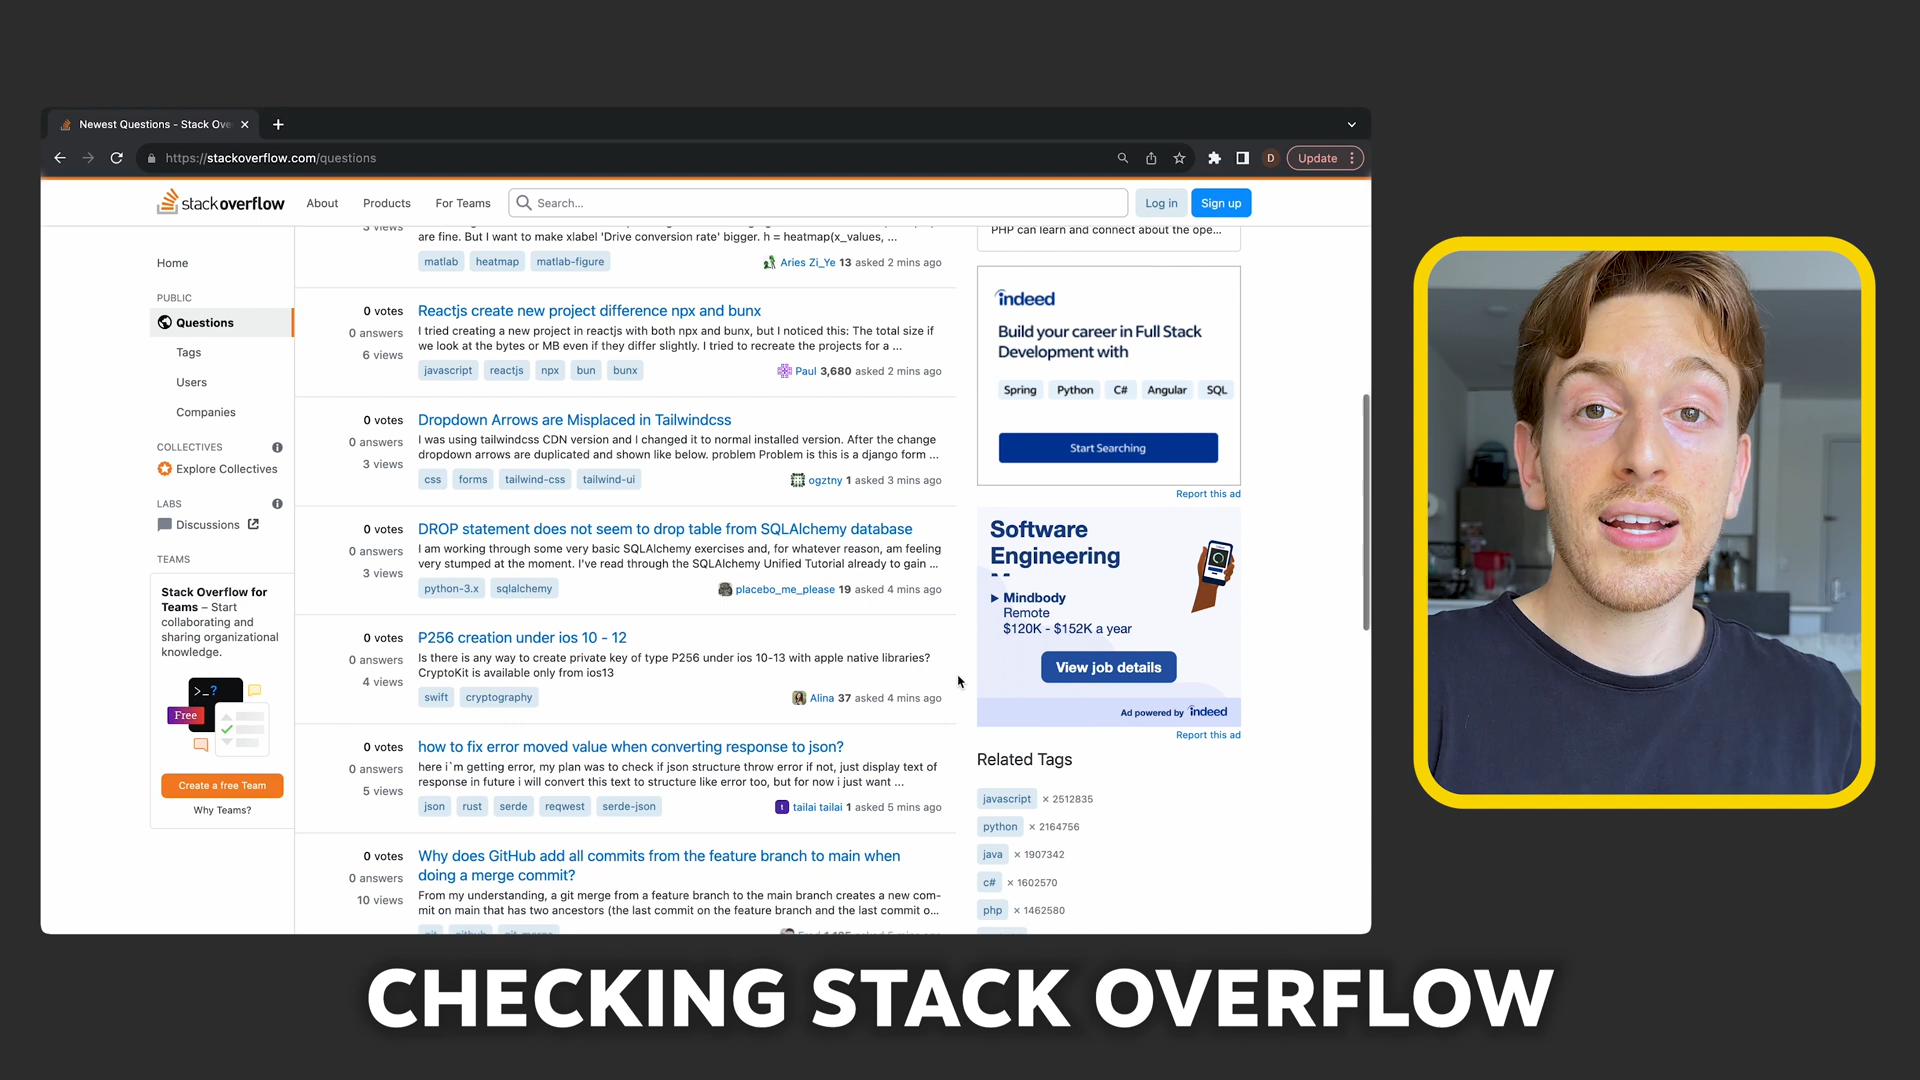 Newest Questions - Stack Ove
https://stackoverflow.com/questions
D
Update
stackoverflow
About
Products
For Teams
Search...
Log in
Sign up
Home
PUBLIC
Questions
Tags
Users
Companies
COLLECTIVES
Explore Collectives
LABS
Discussions
TEAMS
Stack Overflow for
Teams – Start
collaborating and
sharing organizational
knowledge.
>_?
Free
Create a free Team
Why Teams?
3 views
are fine. But I want to make xlabel 'Drive conversion rate' bigger. h = heatmap(x_values, ...
matlab heatmap matlab-figure
Aries Zi_Ye 13 asked 2 mins ago
0 votes
0 answers
6 views
Reactjs create new project difference npx and bunx
I tried creating a new project in reactjs with both npx and bunx, but I noticed this: The total size if
we look at the bytes or MB even if they differ slightly. I tried to recreate the projects for a ...
javascript reactjs npx bun bunx
Paul 3,680 asked 2 mins ago
0 votes
0 answers
3 views
Dropdown Arrows are Misplaced in Tailwindcss
I was using tailwindcss CDN version and I changed it to normal installed version. After the change
dropdown arrows are duplicated and shown like below. problem Problem is this is a django form ...
css forms tailwind-css tailwind-ui
ogztny 1 asked 3 mins ago
0 votes
0 answers
3 views
DROP statement does not seem to drop table from SQLAlchemy database
I am working through some very basic SQLAlchemy exercises and, for whatever reason, am feeling
very stumped at the moment. I've read through the SQLAlchemy Unified Tutorial already to gain ...
python-3.x sqlalchemy
placebo_me_please 19 asked 4 mins ago
0 votes
0 answers
4 views
P256 creation under ios 10 - 12
Is there is any way to create private key of type P256 under ios 10-13 with apple native libraries?
CryptoKit is available only from ios13
swift cryptography
Alina 37 asked 4 mins ago
0 votes
0 answers
5 views
how to fix error moved value when converting response to json?
here i`m getting error, my plan was to check if json structure throw error if not, just display text of
response in future i will convert this text to structure like error too, but for now i just want ...
json rust serde reqwest serde-json
t tailai tailai 1 asked 5 mins ago
0 votes
0 answers
10 views
Why does GitHub add all commits from the feature branch to main when
doing a merge commit?
From my understanding, a git merge from a feature branch to the main branch creates a new com-
mit on main that has two ancestors (the last commit on the feature branch and the last commit o...
PHP can learn and connect about the ope...
indeed
Build your career in Full Stack
Development with
Spring Python C# Angular SQL
Start Searching
Report this ad
Software
Engineering
Mindbody
Remote
$120K - $152K a year
View job details
Ad powered by indeed
Report this ad
Related Tags
javascript × 2512835
python × 2164756
java × 1907342
c# × 1602570
php × 1462580
CHECKING STACK OVERFLOW